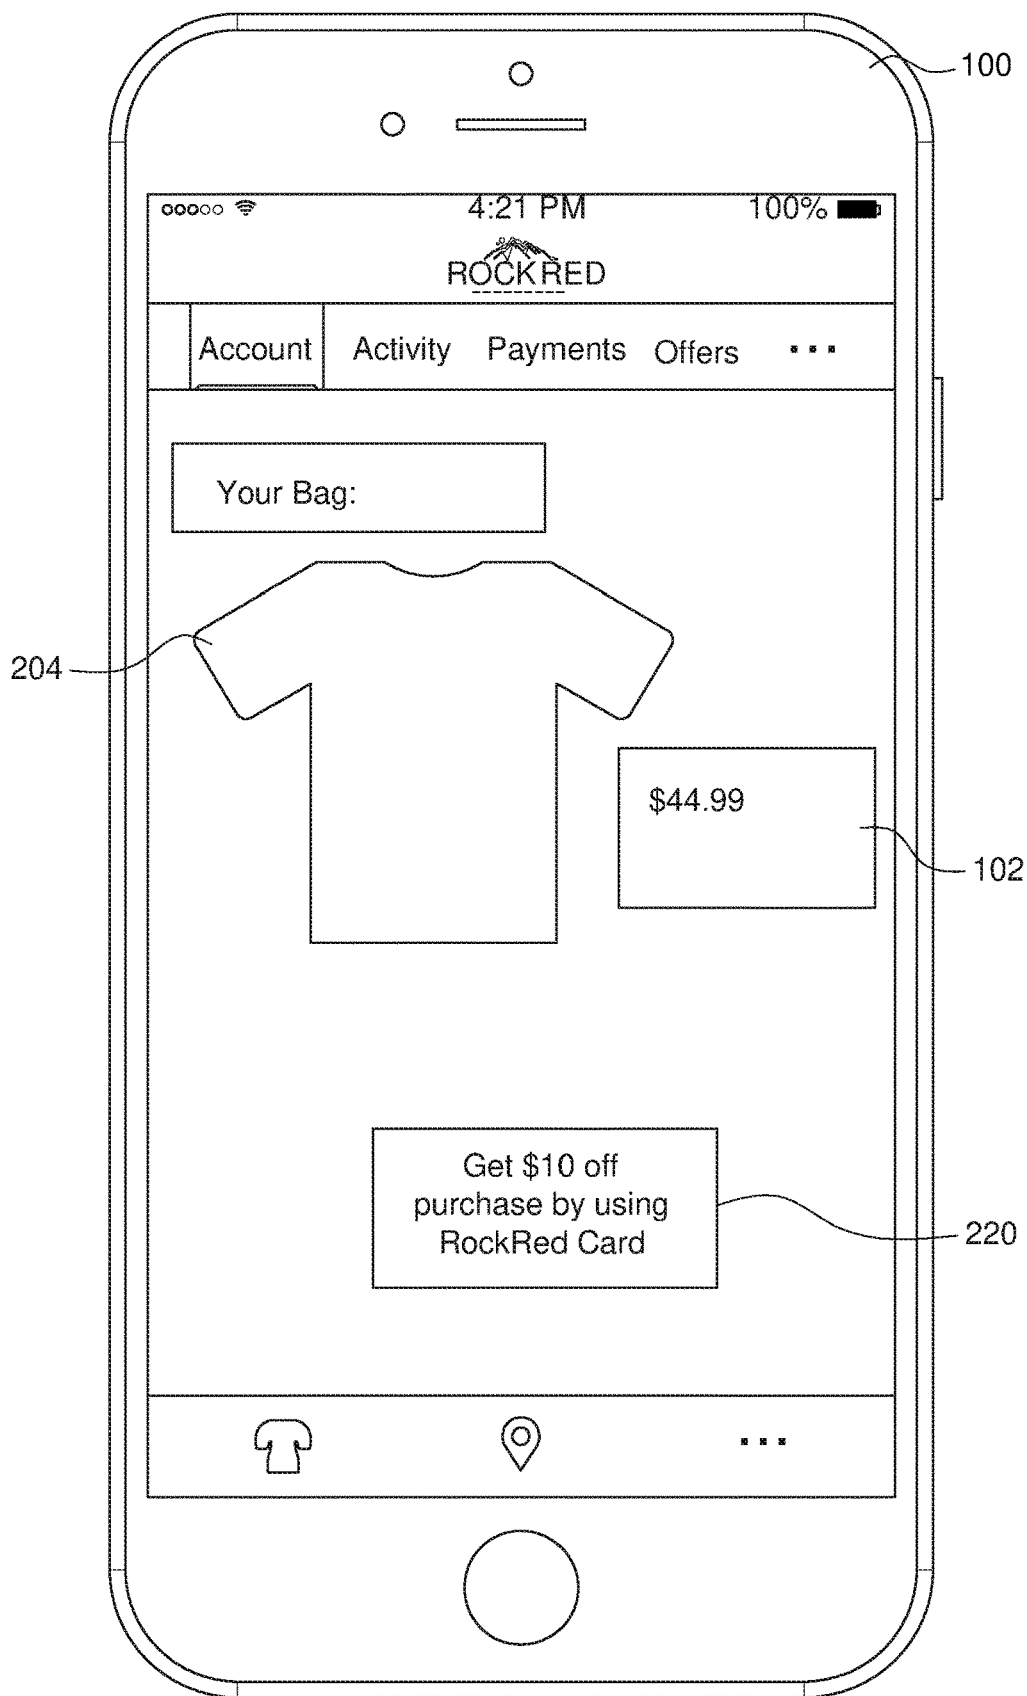 100
4:21 PM 100%
ROCKRED
Account Activity Payments Offers ...
Your Bag:
204
$44.99
102
Get $10 off
purchase by using
RockRed Card
220
...